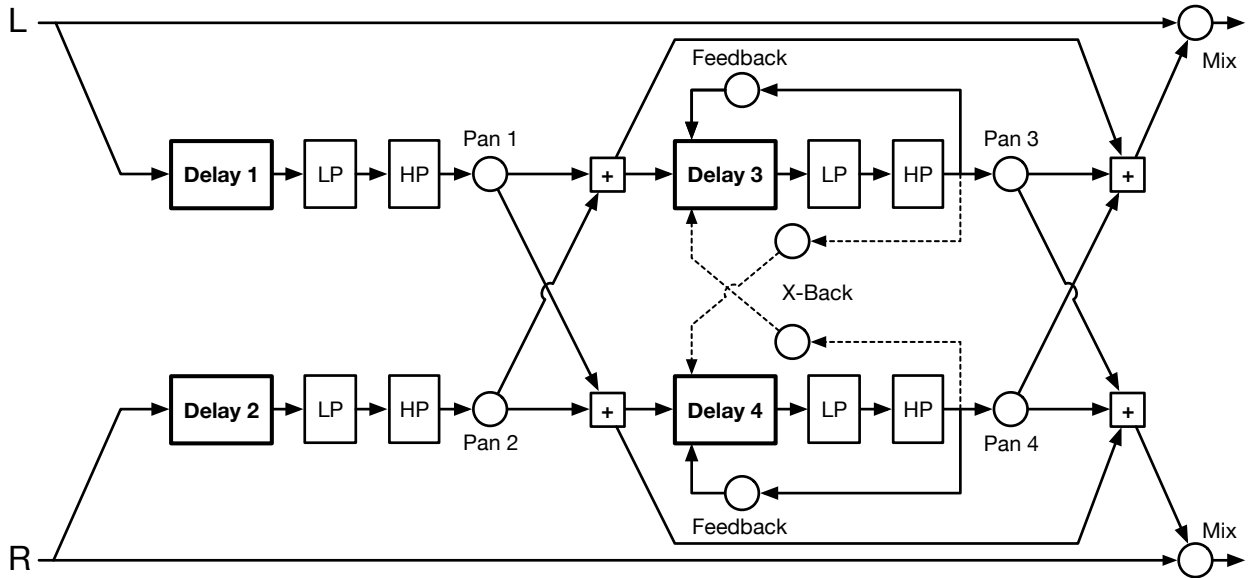 L
Mix
Feedback
Pan 1
Pan 3
Delay 1
LP
HP
+
Delay 3
LP
HP
+
X-Back
Delay 2
LP
HP
+
Delay 4
LP
HP
+
Pan 2
Pan 4
Feedback
Mix
R